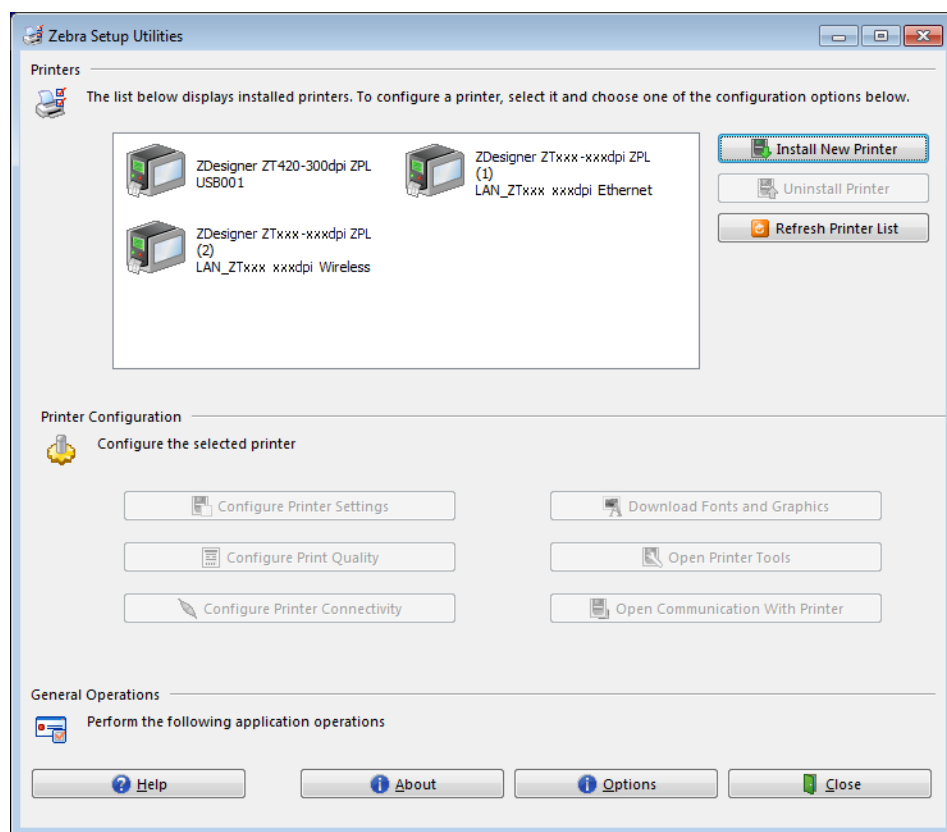 Zebra Setup Utilities
Printers
The list below displays installed printers. To configure a printer, select it and choose one of the configuration options below.
ZDesigner ZT420-300dpi ZPL
USB001
ZDesigner ZTxxx-xxxdpi ZPL
(1)
LAN_ZTxxx xxxdpi Ethernet
ZDesigner ZTxxx-xxxdpi ZPL
(2)
LAN_ZTxxx xxxdpi Wireless
Install New Printer
Uninstall Printer
Refresh Printer List
Printer Configuration
Configure the selected printer
Configure Printer Settings
Download Fonts and Graphics
Configure Print Quality
Open Printer Tools
Configure Printer Connectivity
Open Communication With Printer
General Operations
Perform the following application operations
Help
About
Options
Close